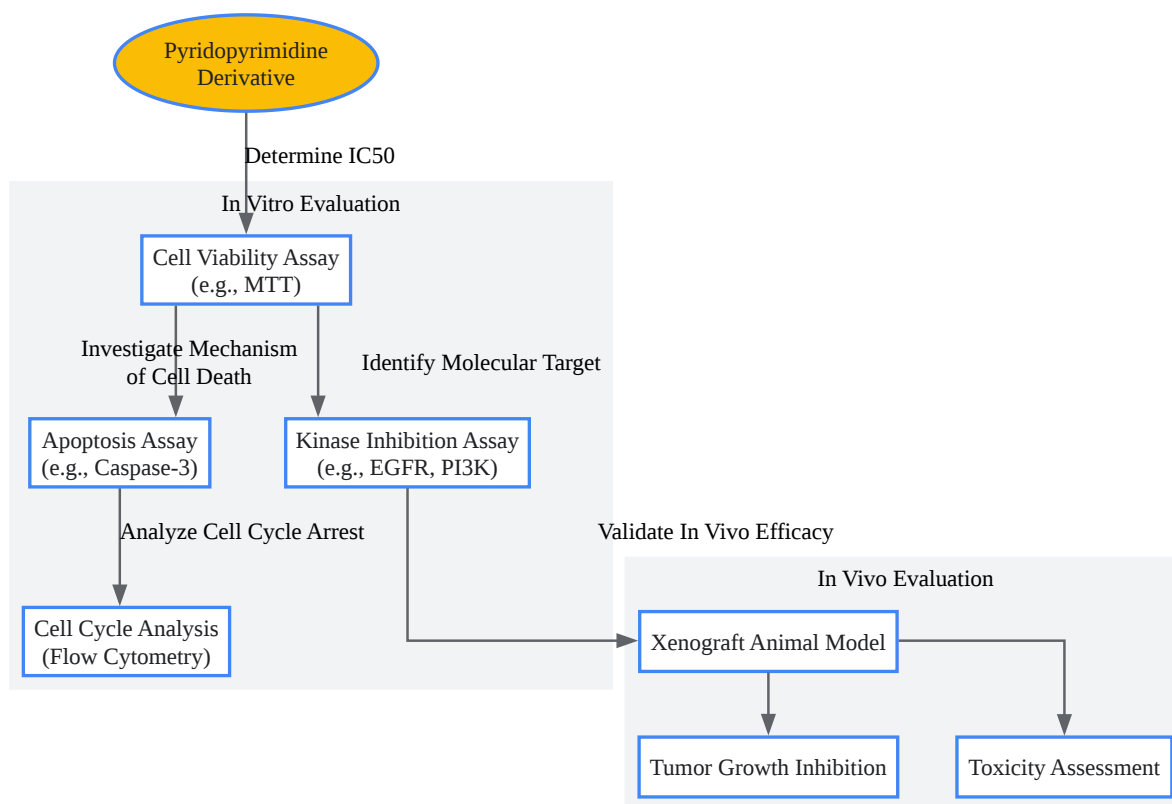 Pyridopyrimidine
Derivative
Determine IC50
In Vitro Evaluation
Cell Viability Assay
(e.g., MTT)
Investigate Mechanism
of Cell Death
Identify Molecular Target
Apoptosis Assay
(e.g., Caspase-3)
Kinase Inhibition Assay
(e.g., EGFR, PI3K)
Analyze Cell Cycle Arrest
Validate In Vivo Efficacy
In Vivo Evaluation
Cell Cycle Analysis
(Flow Cytometry)
Xenograft Animal Model
Tumor Growth Inhibition
Toxicity Assessment